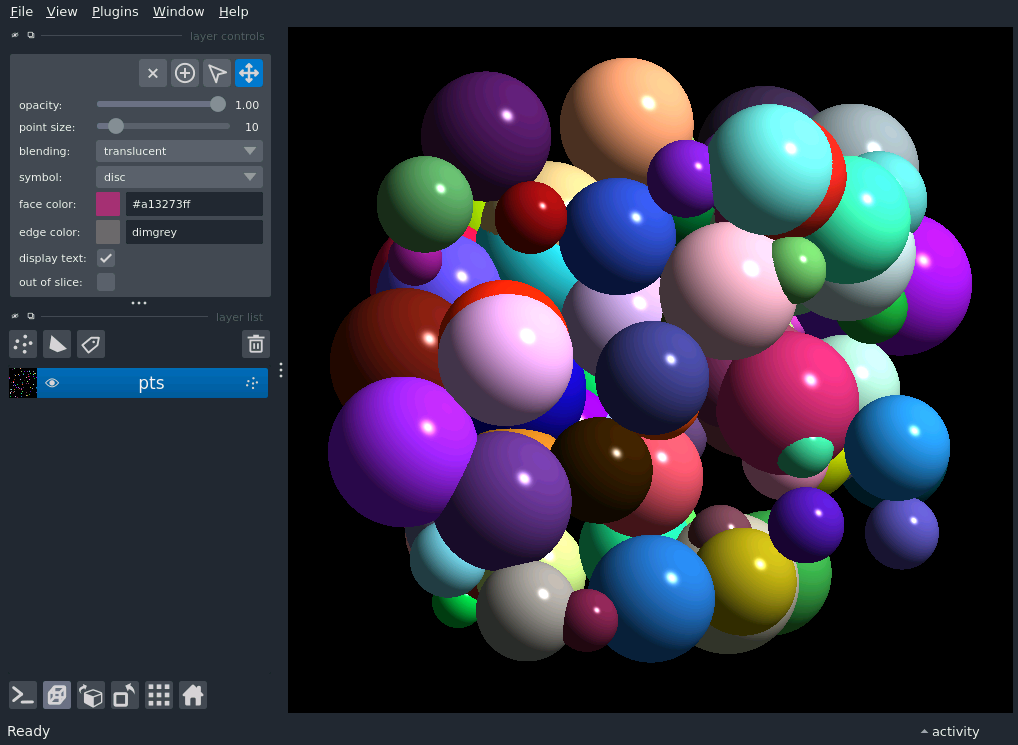 File View Plugins Window Help
layer controls
opacity: 1.00
point size: 10
blending: translucent
symbol: disc
face color: #a13273ff
edge color: dimgrey
display text:
out of slice:
layer list
pts
Ready
activity